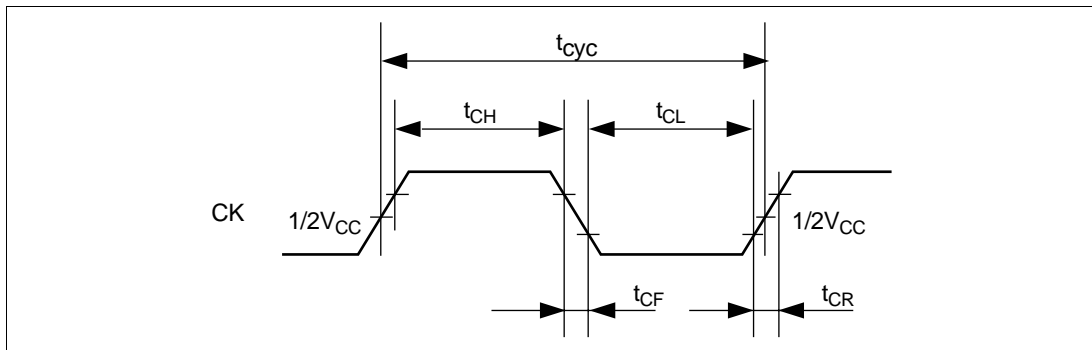 tcyc
tCH
tCL
CK
1/2VCC
1/2VCC
tCF
tCR